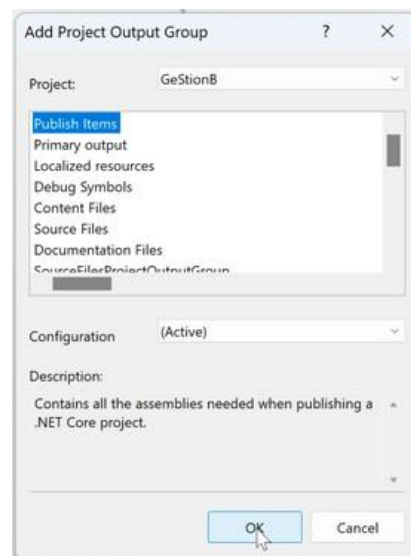 Add Project Output Group ?
Project: GeStionB
Publish Items
Primary output
Localized resources
Debug Symbols
Content Files
Source Files
Documentation Files
SourceFilesProjectOutputGroup
Configuration (Active)
Description:
Contains all the assemblies needed when publishing a
.NET Core project.
OK Cancel